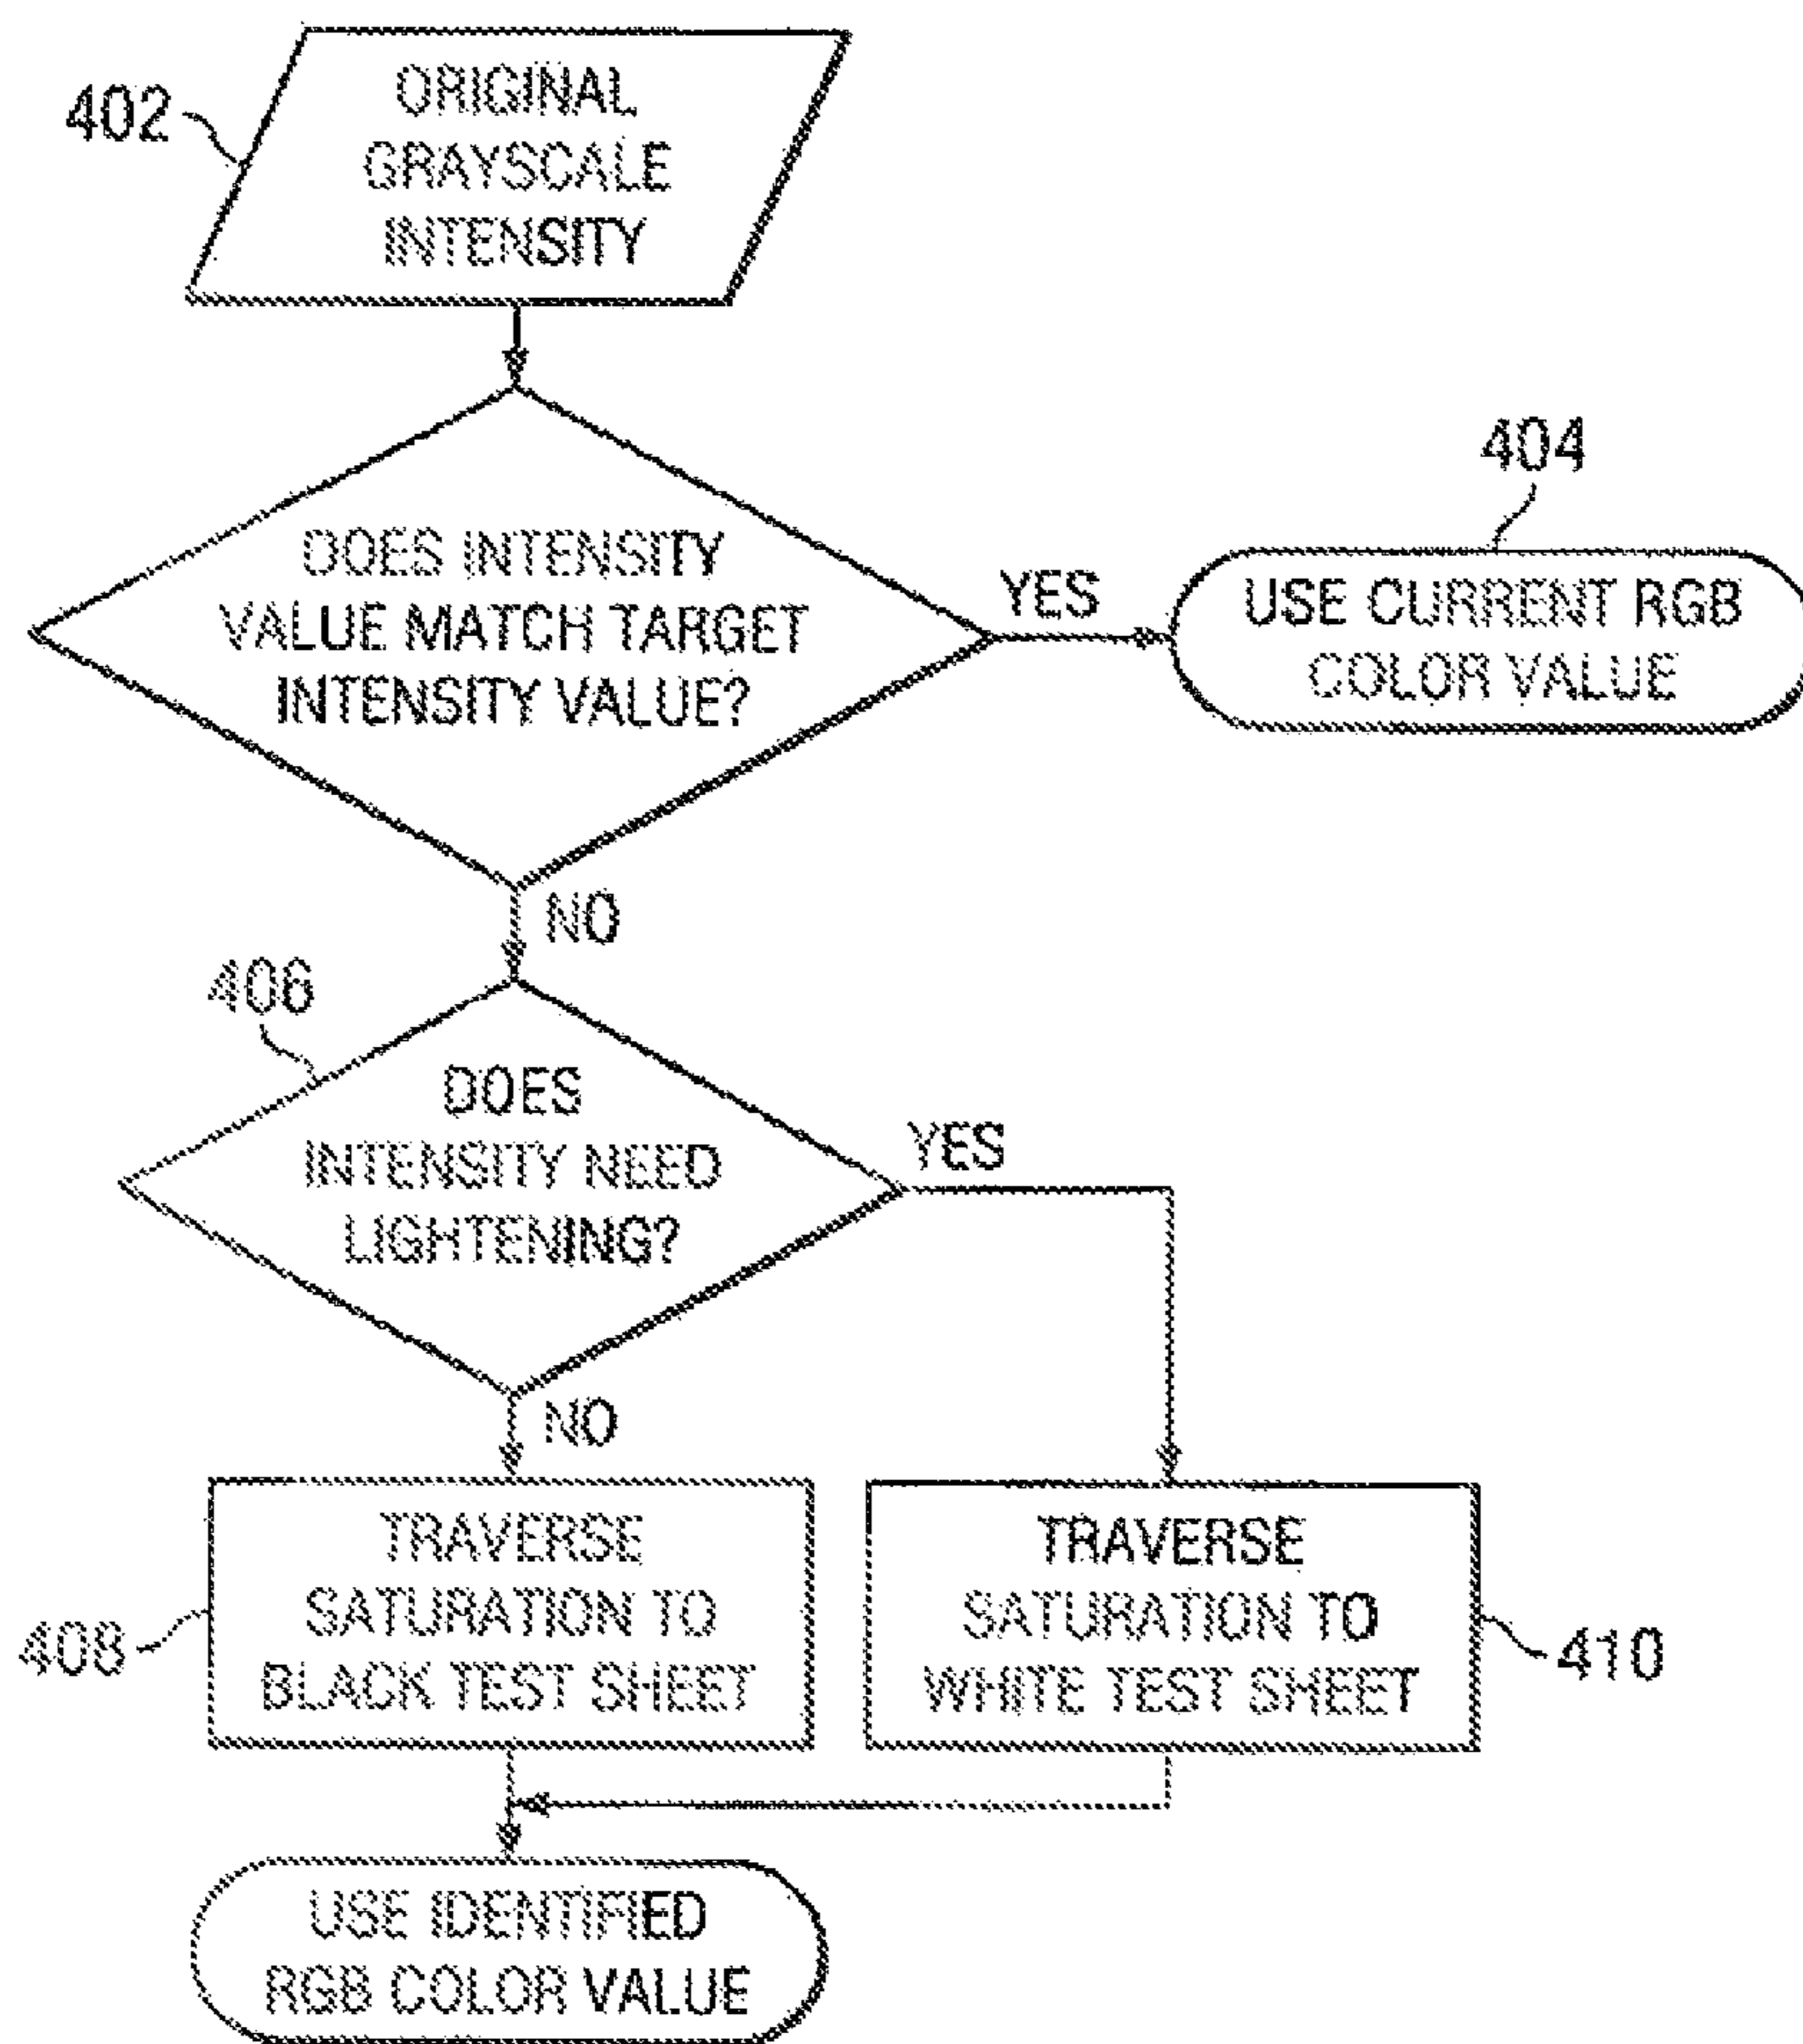 402
ORIGINAL
GRAYSCALE
INTENSITY
DOES INTENSITY
VALUE MATCH TARGET
INTENSITY VALUE?
YES
404
USE CURRENT RGB
COLOR VALUE
NO
406
DOES
INTENSITY NEED
LIGHTENING?
YES
NO
408
TRAVERSE
SATURATION TO
BLACK TEST SHEET
TRAVERSE
SATURATION TO
WHITE TEST SHEET
410
USE IDENTIFIED
RGB COLOR VALUE